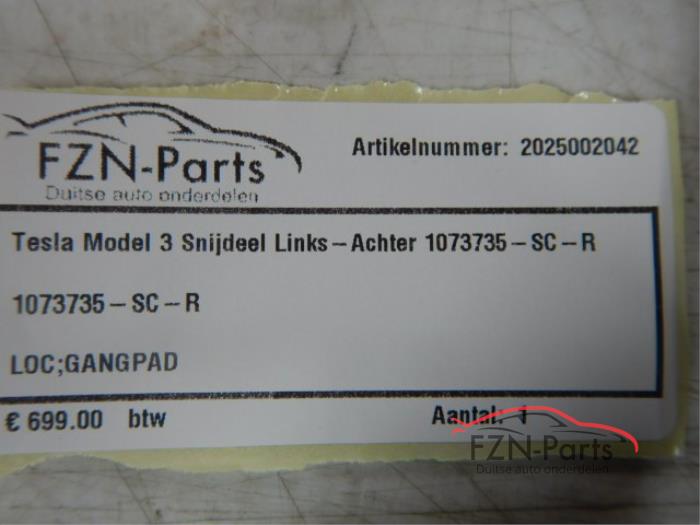 FZN-Parts
Duitse auto onderdelen
Artikelnummer: 2025002042
Tesla Model 3 Snijdeel Links-Achter 1073735-SC-R
1073735-SC-R
LOC;GANGPAD
€ 699.00 btw
Aantal: 1
FZN-Parts
Duitse auto onderdelen